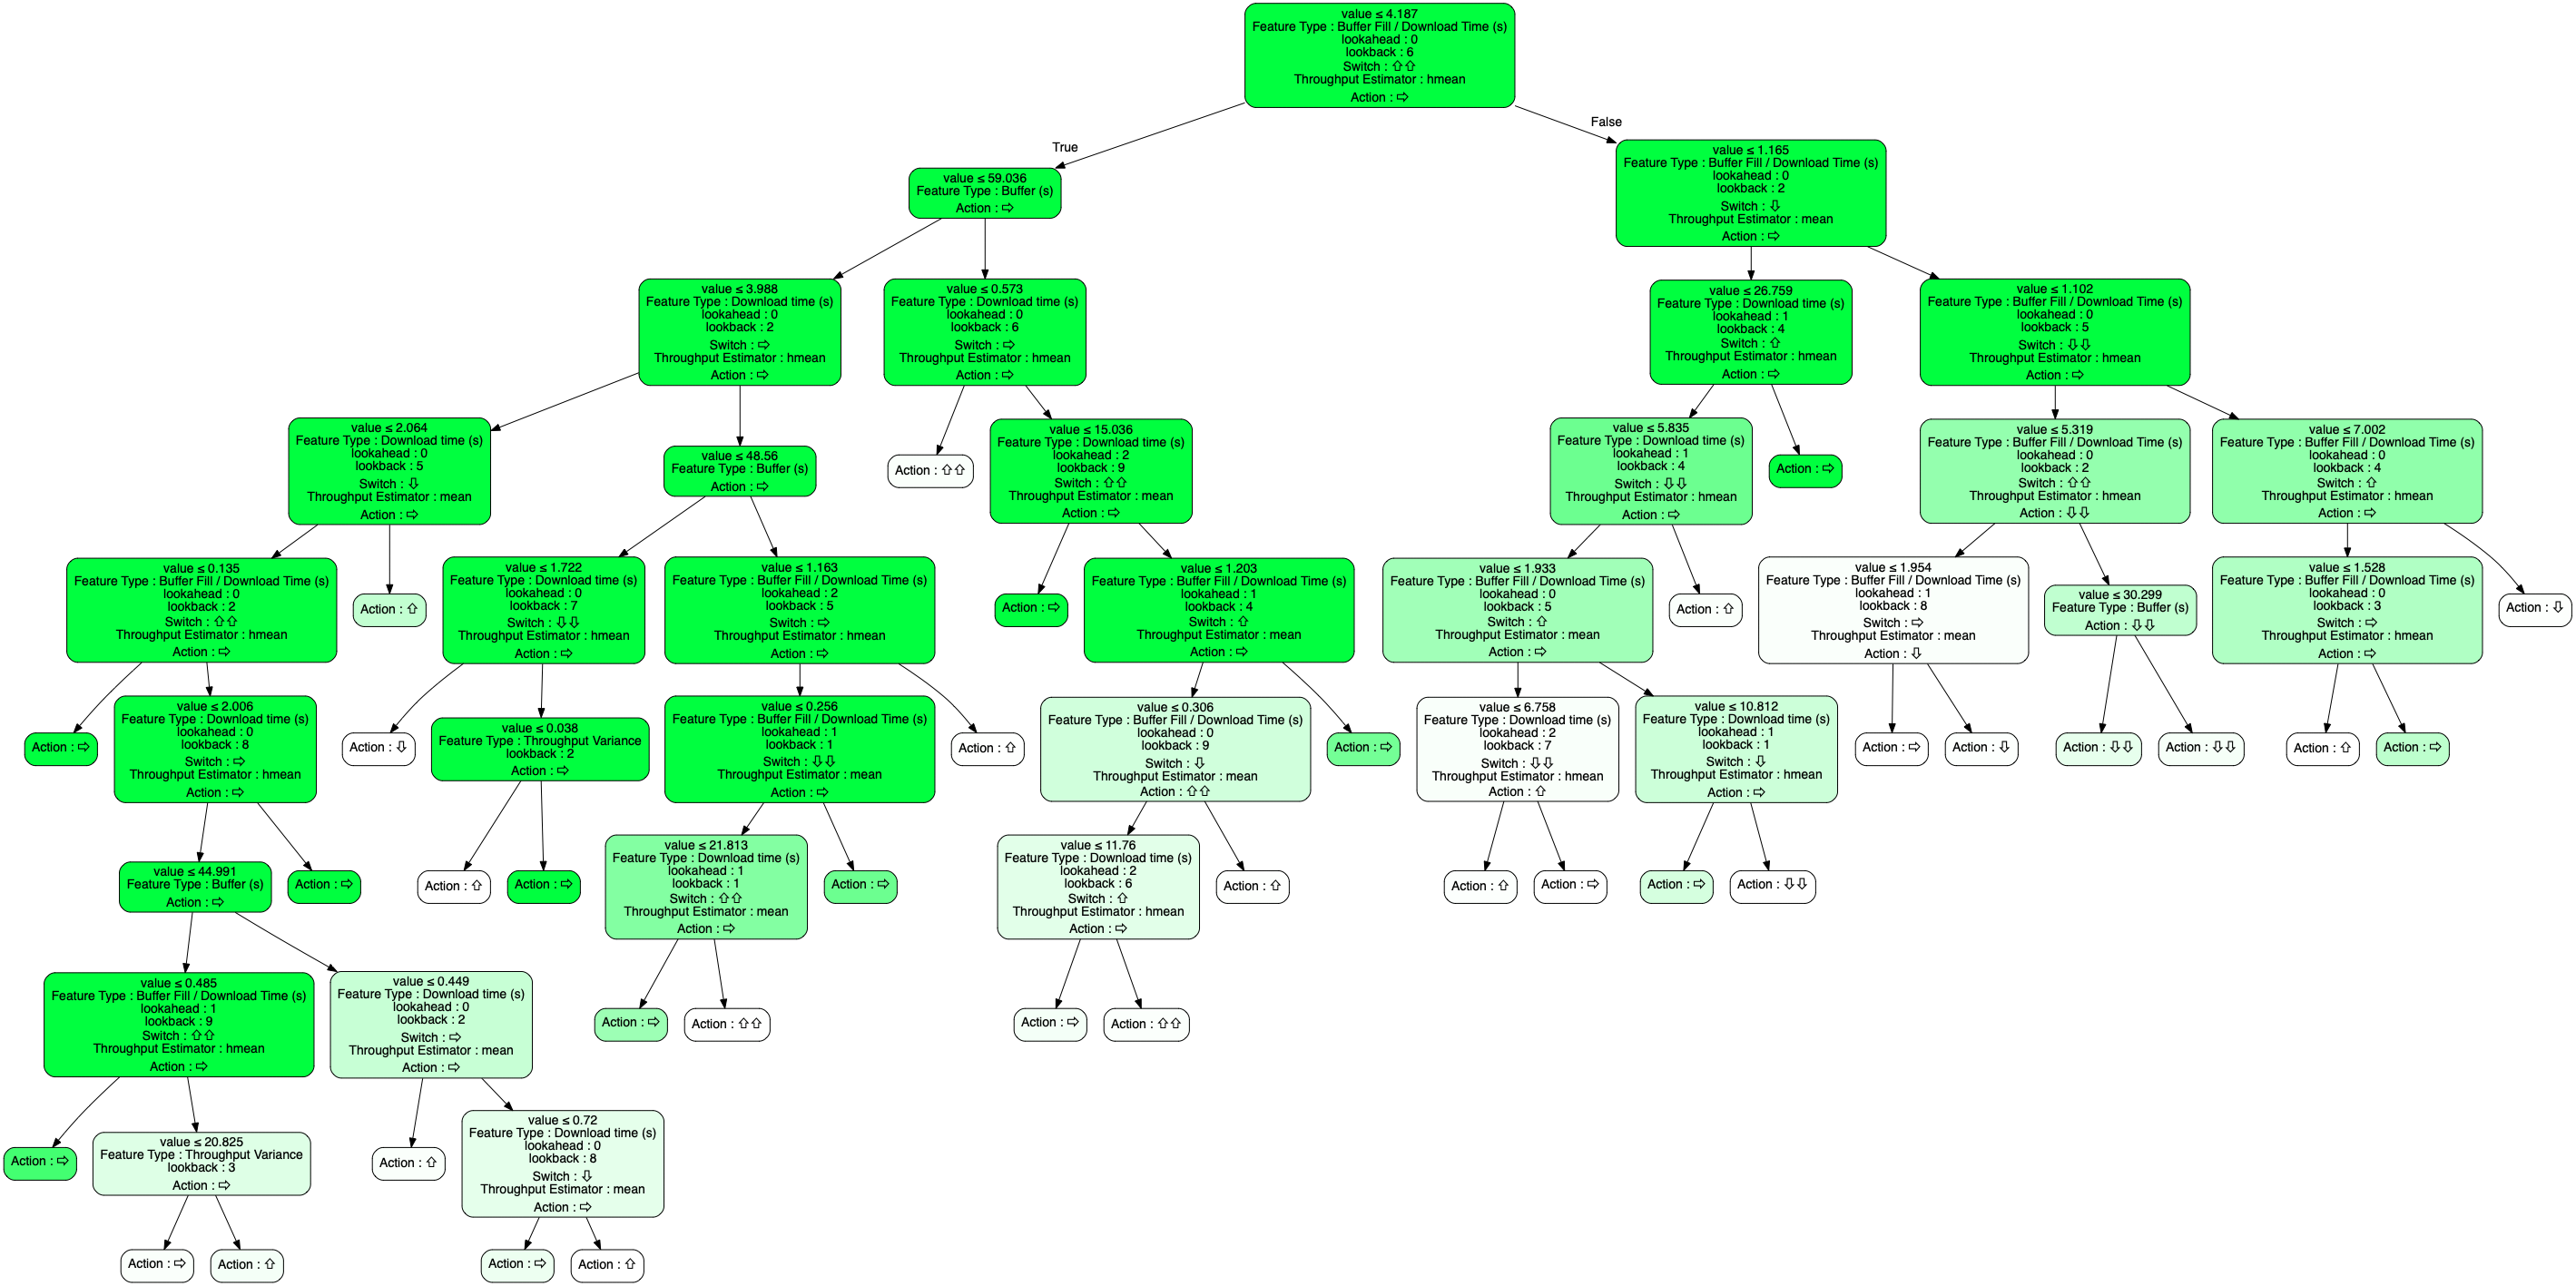 value ≤ 4.187
Feature Type : Buffer Fill / Download Time (s)
lookahead : 0
lookback : 6
Switch : ⇧⇧
Throughput Estimator : hmean
Action : ⇨
True
False
value ≤ 59.036
Feature Type : Buffer (s)
Action : ⇨
value ≤ 1.165
Feature Type : Buffer Fill / Download Time (s)
lookahead : 0
lookback : 2
Switch : ⇩
Throughput Estimator : mean
Action : ⇨
value ≤ 3.988
Feature Type : Download time (s)
lookahead : 0
lookback : 2
Switch : ⇨
Throughput Estimator : hmean
Action : ⇨
value ≤ 0.573
Feature Type : Download time (s)
lookahead : 0
lookback : 6
Switch : ⇨
Throughput Estimator : hmean
Action : ⇨
value ≤ 26.759
Feature Type : Download time (s)
lookahead : 1
lookback : 4
Switch : ⇧
Throughput Estimator : hmean
Action : ⇨
value ≤ 1.102
Feature Type : Buffer Fill / Download Time (s)
lookahead : 0
lookback : 5
Switch : ⇩⇩
Throughput Estimator : hmean
Action : ⇨
value ≤ 2.064
Feature Type : Download time (s)
lookahead : 0
lookback : 5
Switch : ⇩
Throughput Estimator : mean
Action : ⇨
value ≤ 48.56
Feature Type : Buffer (s)
Action : ⇨
Action : ⇧⇧
value ≤ 15.036
Feature Type : Download time (s)
lookahead : 2
lookback : 9
Switch : ⇧⇧
Throughput Estimator : mean
Action : ⇨
value ≤ 5.835
Feature Type : Download time (s)
lookahead : 1
lookback : 4
Switch : ⇩⇩
Throughput Estimator : hmean
Action : ⇨
Action : ⇨
value ≤ 5.319
Feature Type : Buffer Fill / Download Time (s)
lookahead : 0
lookback : 2
Switch : ⇧⇧
Throughput Estimator : hmean
Action : ⇩⇩
value ≤ 7.002
Feature Type : Buffer Fill / Download Time (s)
lookahead : 0
lookback : 4
Switch : ⇧
Throughput Estimator : hmean
Action : ⇨
value ≤ 0.135
Feature Type : Buffer Fill / Download Time (s)
lookahead : 0
lookback : 2
Switch : ⇧⇧
Throughput Estimator : hmean
Action : ⇨
Action : ⇧
value ≤ 1.722
Feature Type : Download time (s)
lookahead : 0
lookback : 7
Switch : ⇩⇩
Throughput Estimator : hmean
Action : ⇨
value ≤ 1.163
Feature Type : Buffer Fill / Download Time (s)
lookahead : 2
lookback : 5
Switch : ⇨
Throughput Estimator : hmean
Action : ⇨
Action : ⇨
value ≤ 1.203
Feature Type : Buffer Fill / Download Time (s)
lookahead : 1
lookback : 4
Switch : ⇧
Throughput Estimator : mean
Action : ⇨
value ≤ 1.933
Feature Type : Buffer Fill / Download Time (s)
lookahead : 0
lookback : 5
Switch : ⇧
Throughput Estimator : mean
Action : ⇨
Action : ⇧
value ≤ 1.954
Feature Type : Buffer Fill / Download Time (s)
lookahead : 1
lookback : 8
Switch : ⇨
Throughput Estimator : mean
Action : ⇩
value ≤ 30.299
Feature Type : Buffer (s)
Action : ⇩⇩
value ≤ 1.528
Feature Type : Buffer Fill / Download Time (s)
lookahead : 0
lookback : 3
Switch : ⇨
Throughput Estimator : hmean
Action : ⇨
Action : ⇩
Action : ⇨
value ≤ 2.006
Feature Type : Download time (s)
lookahead : 0
lookback : 8
Switch : ⇨
Throughput Estimator : hmean
Action : ⇨
Action : ⇩
value ≤ 0.038
Feature Type : Throughput Variance
lookback : 2
Action : ⇨
value ≤ 0.256
Feature Type : Buffer Fill / Download Time (s)
lookahead : 1
lookback : 1
Switch : ⇩⇩
Throughput Estimator : mean
Action : ⇨
Action : ⇧
value ≤ 0.306
Feature Type : Buffer Fill / Download Time (s)
lookahead : 0
lookback : 9
Switch : ⇩
Throughput Estimator : mean
Action : ⇧⇧
Action : ⇨
value ≤ 6.758
Feature Type : Download time (s)
lookahead : 2
lookback : 7
Switch : ⇩⇩
Throughput Estimator : hmean
Action : ⇧
value ≤ 10.812
Feature Type : Download time (s)
lookahead : 1
lookback : 1
Switch : ⇩
Throughput Estimator : hmean
Action : ⇨
Action : ⇨
Action : ⇩
Action : ⇩⇩
Action : ⇩⇩
Action : ⇧
Action : ⇨
value ≤ 44.991
Feature Type : Buffer (s)
Action : ⇨
Action : ⇨
Action : ⇧
Action : ⇨
value ≤ 21.813
Feature Type : Download time (s)
lookahead : 1
lookback : 1
Switch : ⇧⇧
Throughput Estimator : mean
Action : ⇨
Action : ⇨
value ≤ 11.76
Feature Type : Download time (s)
lookahead : 2
lookback : 6
Switch : ⇧
Throughput Estimator : hmean
Action : ⇨
Action : ⇧
Action : ⇧
Action : ⇨
Action : ⇨
Action : ⇩⇩
value ≤ 0.485
Feature Type : Buffer Fill / Download Time (s)
lookahead : 1
lookback : 9
Switch : ⇧⇧
Throughput Estimator : hmean
Action : ⇨
value ≤ 0.449
Feature Type : Download time (s)
lookahead : 0
lookback : 2
Switch : ⇨
Throughput Estimator : mean
Action : ⇨
Action : ⇨
Action : ⇧⇧
Action : ⇨
Action : ⇧⇧
Action : ⇨
value ≤ 20.825
Feature Type : Throughput Variance
lookback : 3
Action : ⇨
Action : ⇧
value ≤ 0.72
Feature Type : Download time (s)
lookahead : 0
lookback : 8
Switch : ⇩
Throughput Estimator : mean
Action : ⇨
Action : ⇨
Action : ⇧
Action : ⇨
Action : ⇧